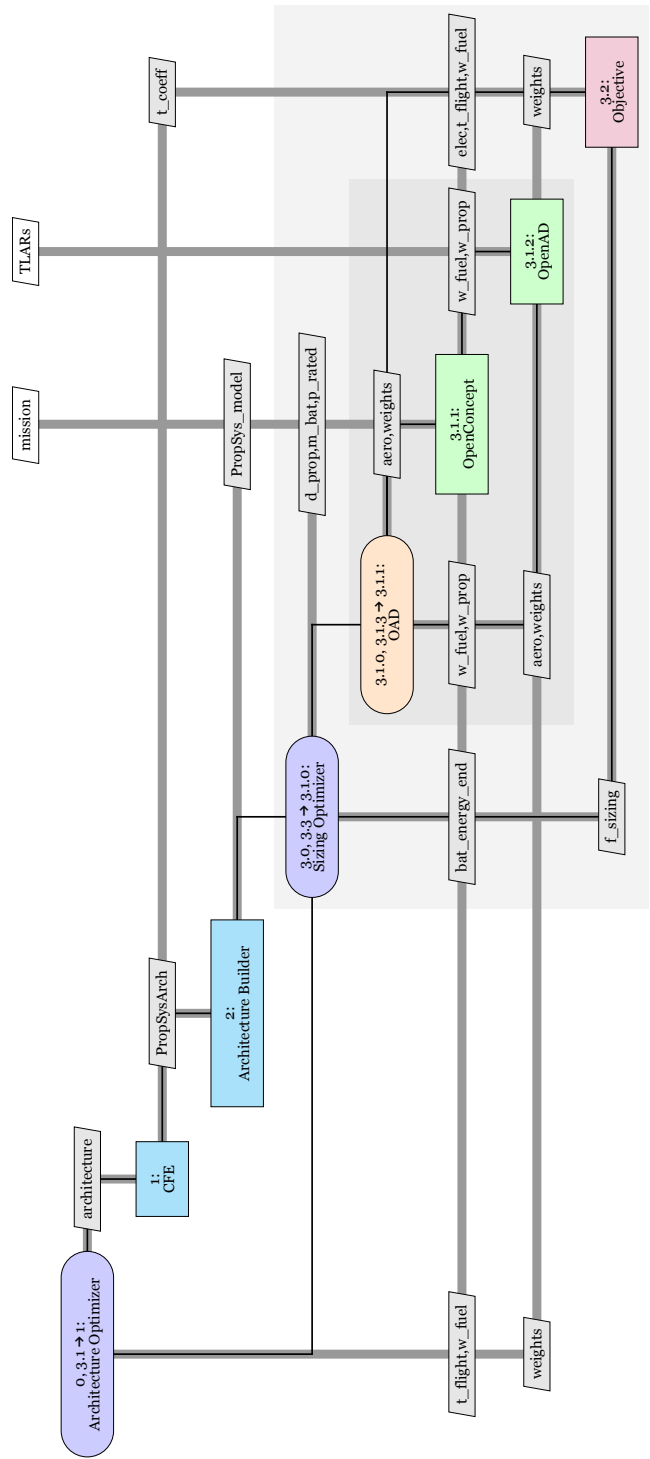 mission
TLARs
0, 3.1➔1:
Architecture Optimizer
architecture
1:
CFE
PropSysArch
t_coeff
2:
Architecture Builder
PropSys_model
3.0, 3.3➔3.1.0:
Sizing Optimizer
d_prop,m_bat,p_rated
3.1.0, 3.1.3➔3.1.1:
OAD
aero,weights
t_flight,w_fuel
bat_energy_end
w_fuel,w_prop
3.1.1:
OpenConcept
w_fuel,w_prop
elec,t_flight,w_fuel
weights
aero,weights
3.1.2:
OpenAD
weights
f_sizing
3.2:
Objective